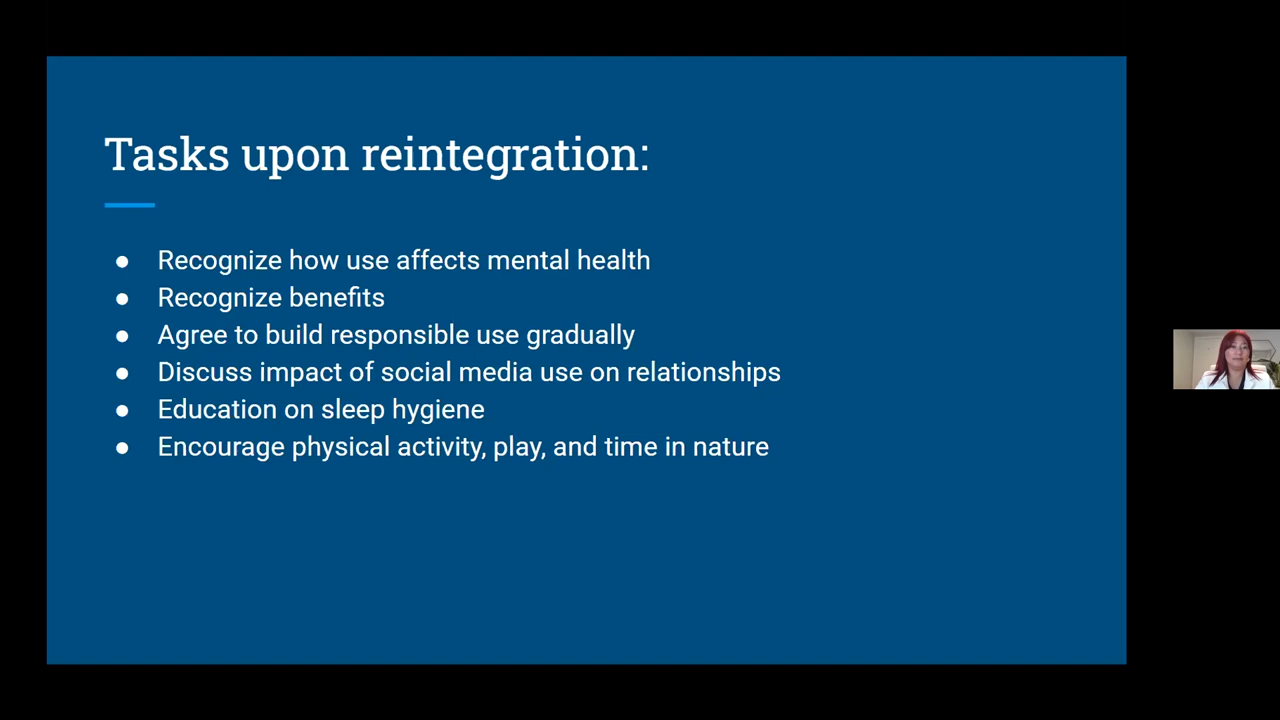 Tasks upon reintegration:
● Recognize how use affects mental health
● Recognize benefits
● Agree to build responsible use gradually
● Discuss impact of social media use on relationships
● Education on sleep hygiene
● Encourage physical activity, play, and time in nature